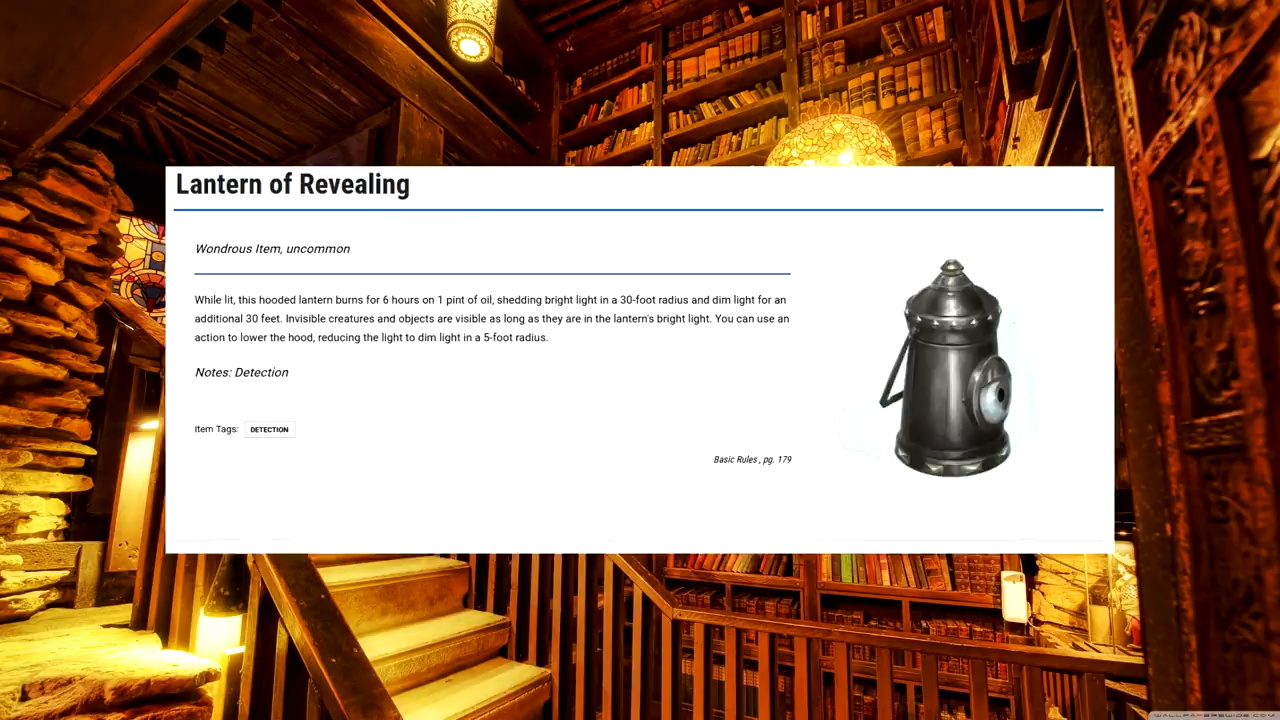 Lantern of Revealing
Wondrous Item, uncommon
While lit, this hooded lantern burns for 6 hours on 1 pint of oil, shedding bright light in a 30-foot radius and dim light for an
additional 30 feet. Invisible creatures and objects are visible as long as they are in the lantern's bright light. You can use an
action to lower the hood, reducing the light to dim light in a 5-foot radius.
Notes: Detection
Item Tags: DETECTION
Basic Rules , pg. 179